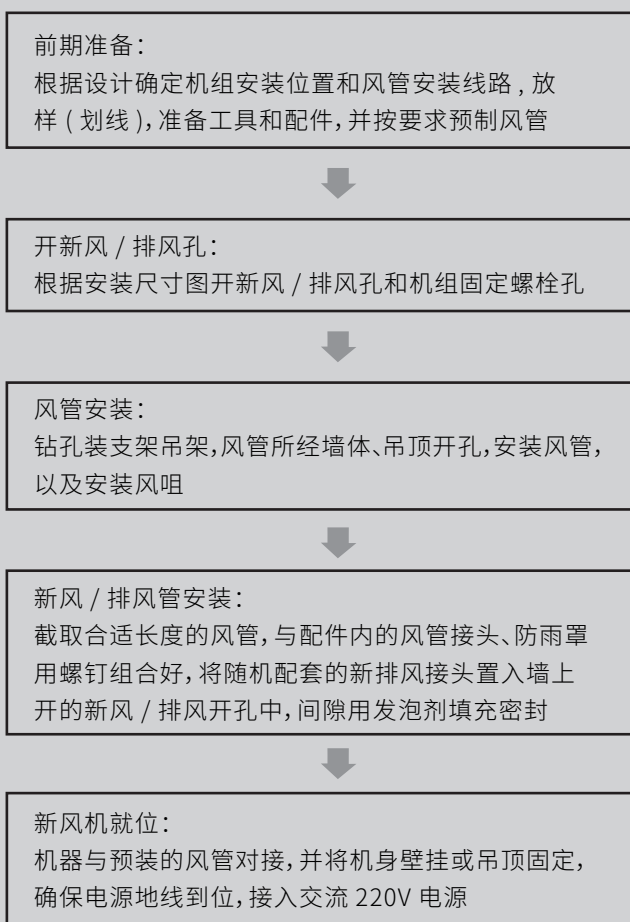 前期准备：
根据设计确定机组安装位置和风管安装线路 , 放
样 ( 划线 )，准备工具和配件，并按要求预制风管
开新风 / 排风孔：
根据安装尺寸图开新风 / 排风孔和机组固定螺栓孔
风管安装：
钻孔装支架吊架，风管所经墙体、吊顶开孔，安装风管，
以及安装风咀
新风 / 排风管安装：
截取合适长度的风管，与配件内的风管接头、防雨罩
用螺钉组合好，将随机配套的新排风接头置入墙上
开的新风 / 排风开孔中，间隙用发泡剂填充密封
新风机就位：
机器与预装的风管对接，并将机身壁挂或吊顶固定，
确保电源地线到位，接入交流 220V 电源